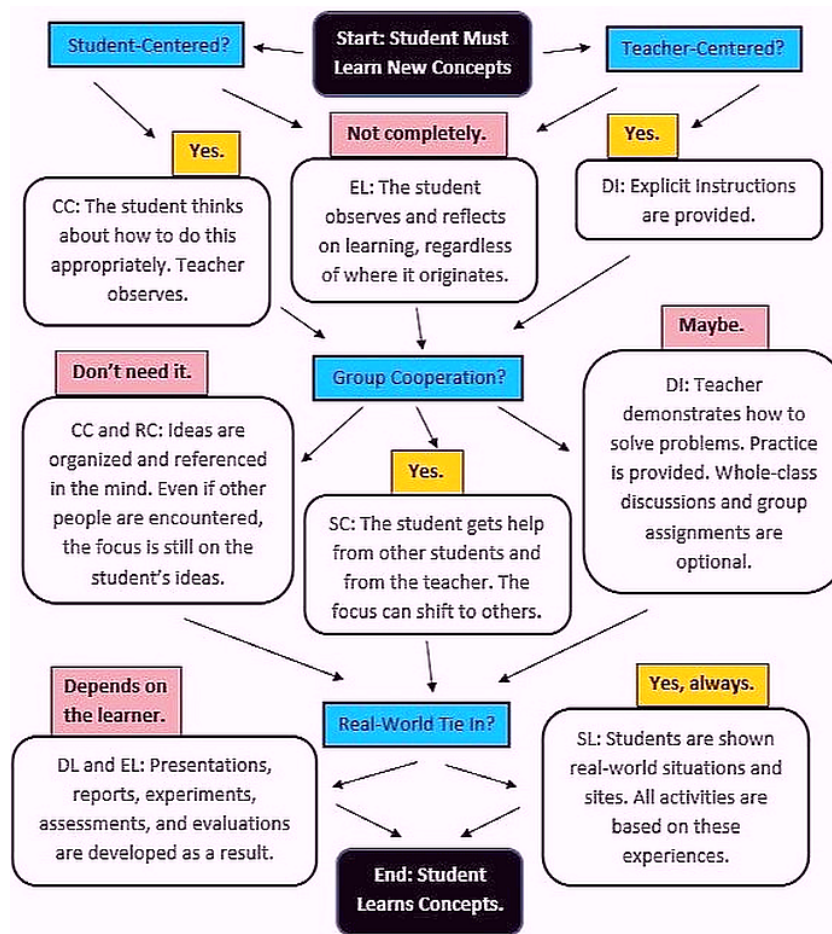 Start: Student Must
Learn New Concepts
Student-Centered?
Teacher-Centered?
Yes.
CC: The student thinks
about how to do this
appropriately. Teacher
observes.
Not completely.
EL: The student
observes and reflects
on learning, regardless
of where it originates.
Yes.
DI: Explicit Instructions
are provided.
Group Cooperation?
Don't need it.
CC and RC: Ideas are
organized and referenced
in the mind. Even if other
people are encountered,
the focus is still on the
student's ideas.
Yes.
SC: The student gets help
from other students and
from the teacher. The
focus can shift to others.
Maybe.
DI: Teacher
demonstrates how to
solve problems. Practice
is provided. Whole-class
discussions and group
assignments are
optional.
Real-World Tie In?
Depends on
the learner.
DL and EL: Presentations,
reports, experiments,
assessments, and evaluations
are developed as a result.
Yes, always.
SL: Students are shown
real-world situations and
sites. All activities are
based on these
experiences.
End: Student
Learns Concepts.